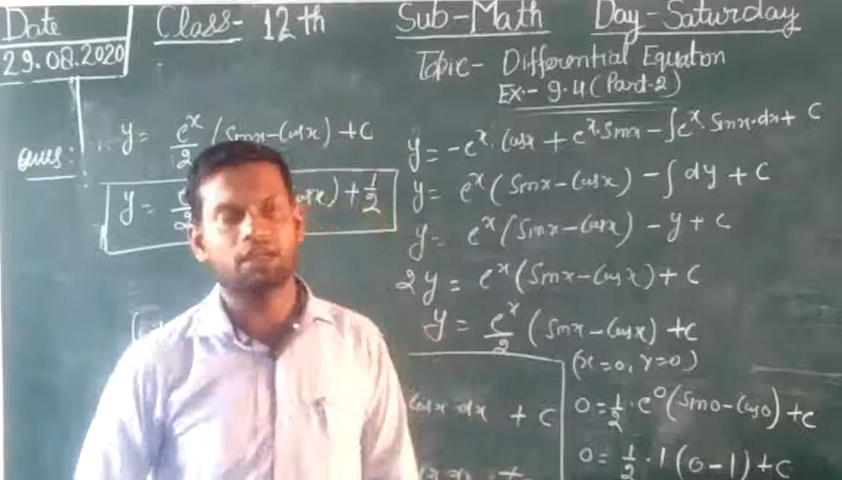 Date
29.08.2020
Class- 12th
Sub-Math Day-Saturday
Topic- Differential Equation
Ex.- 9.4 (Part-2)
y = e^x/2 (Sinx-Cosx) + C
y = + 1/2
y = -e^x. Cosx + e^x. Sinx - ∫e^x. Sinx.dx + C
y = e^x (Sinx-Cosx) - ∫dy + C
y = e^x (Sinx-Cosx) - y + C
2y = e^x (Sinx-Cosx) + C
y = e^x/2 (Sinx-Cosx) + C
(x=0, y=0)
0 = 1/2 . e^0 (Sin0-Cos0) + C
0 = 1/2 . 1 (0-1) + C
Cosx dx + C